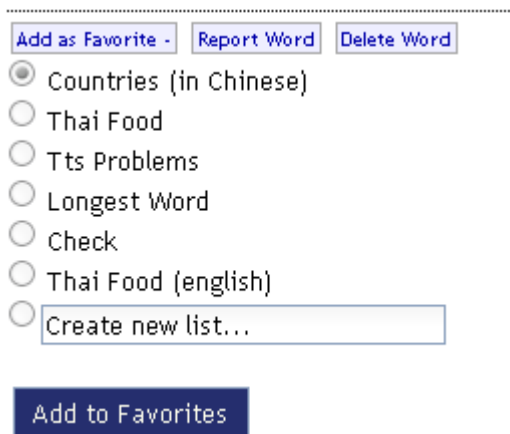 Add as Favorite - Report Word Delete Word
Countries (in Chinese)
Thai Food
Tts Problems
Longest Word
Check
Thai Food (english)
Create new list...
Add to Favorites